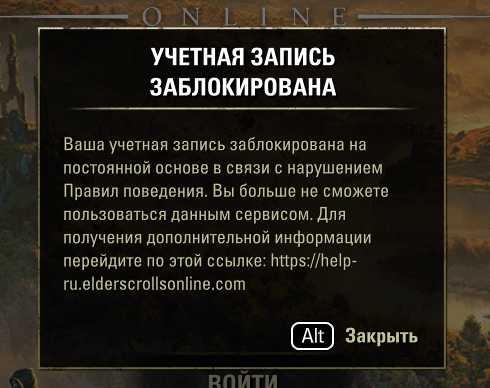 ONLINE
УЧЕТНАЯ ЗАПИСЬ
ЗАБЛОКИРОВАНА
Ваша учетная запись заблокирована на
постоянной основе в связи с нарушением
Правил поведения. Вы больше не сможете
пользоваться данным сервисом. Для
получения дополнительной информации
перейдите по этой ссылке: https://help-
ru.elderscrollsonline.com
Alt Закрыть
ВОЙТИ